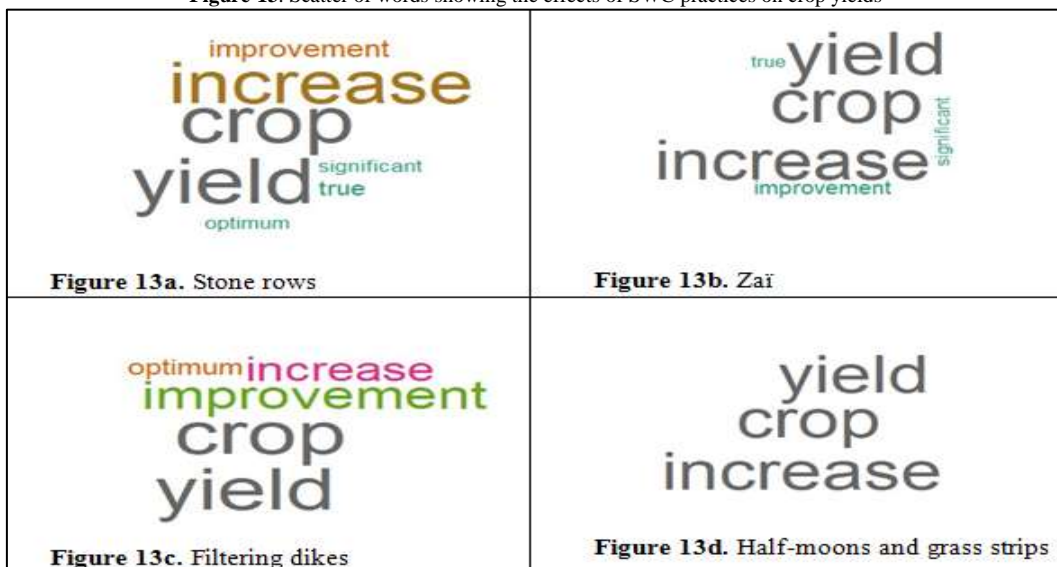 Figure 13. Scatter of words showing the effects of SWC practices on crop yields
improvement
increase
crop
yield
significant
true
optimum
Figure 13a. Stone rows
true
yield
crop
significant
increase
improvement
Figure 13b. Zaï
optimum increase
improvement
crop
yield
Figure 13c. Filtering dikes
yield
crop
increase
Figure 13d. Half-moons and grass strips